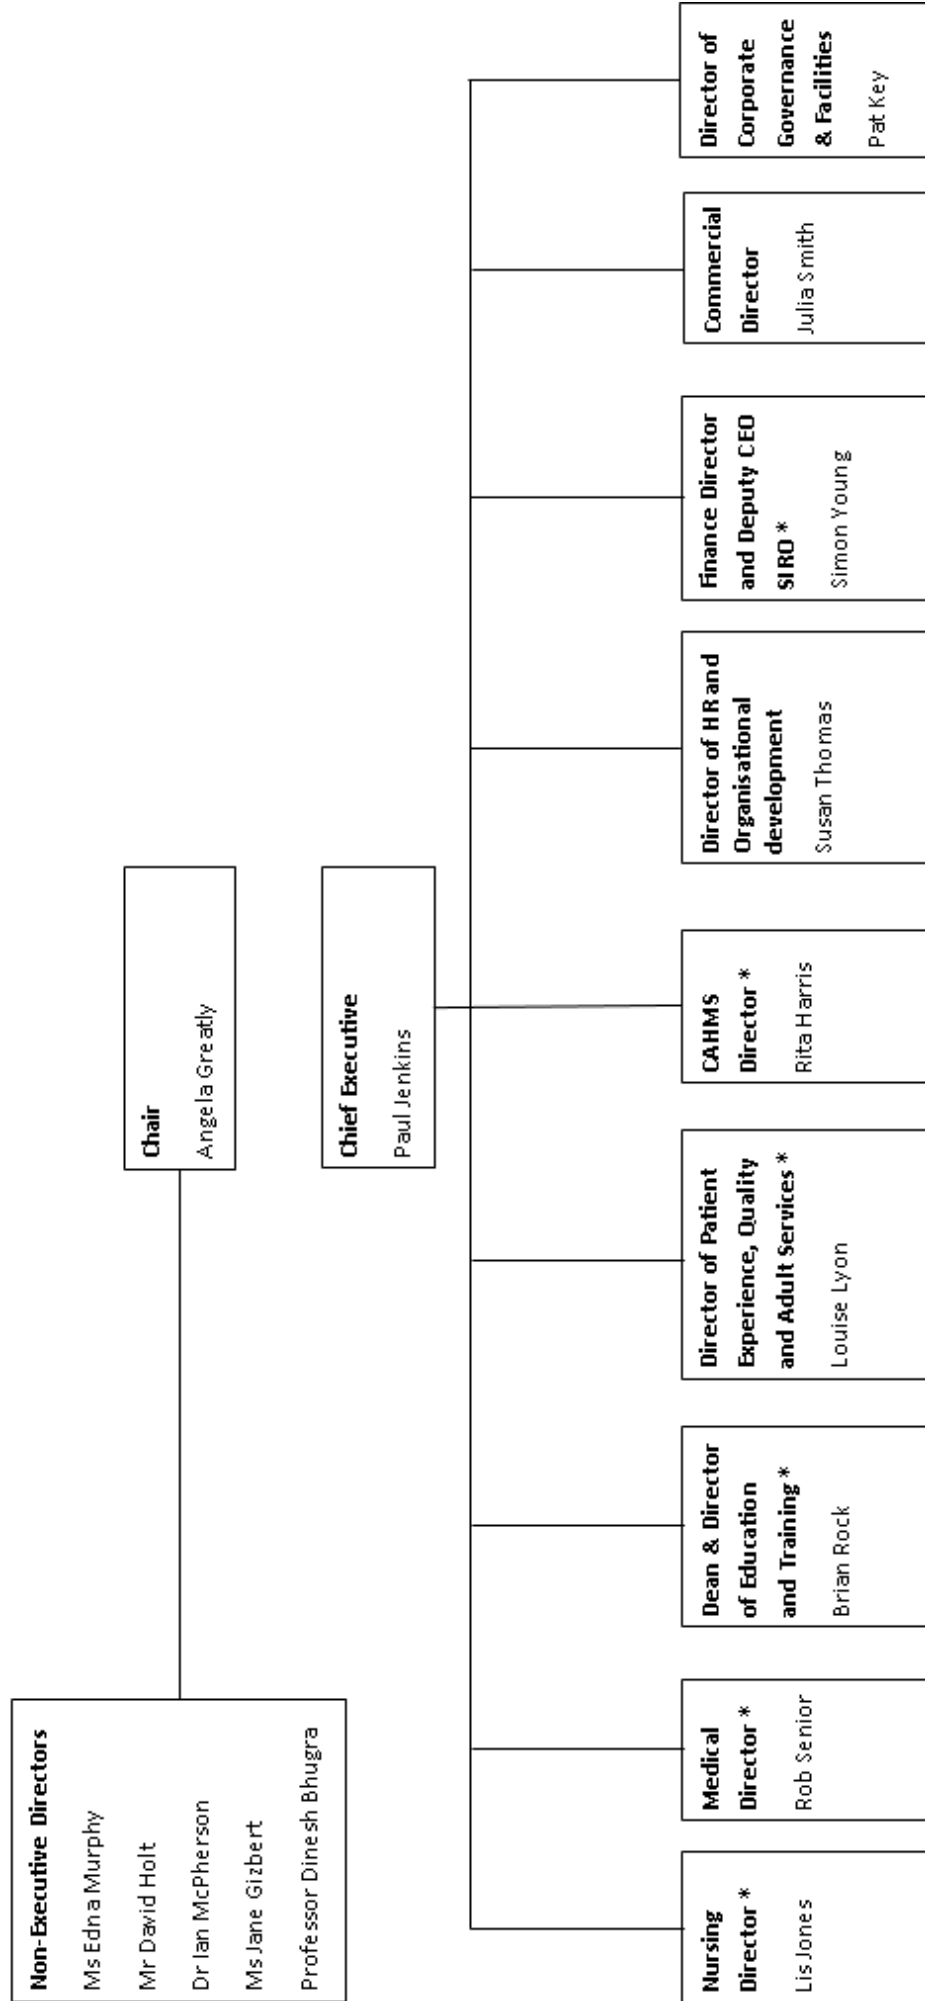 Non-Executive Directors
Ms Edna Murphy
Mr David Holt
Dr Ian McPherson
Ms Jane Gizbert
Professor Dinesh Bhugra
Chair
Angela Greatly
Chief Executive
Paul Jenkins
Nursing
Director *
Lis Jones
Medical
Director *
Rob Senior
Dean & Director
of Education
and Training *
Brian Rock
Director of Patient
Experience, Quality
and Adult Services *
Louise Lyon
CAHMS
Director *
Rita Harris
Director of HR and
Organisational
development
Susan Thomas
Finance Director
and Deputy CEO
SIRO *
Simon Young
Commercial
Director
Julia Smith
Director of
Corporate
Governance
& Facilities
Pat Key